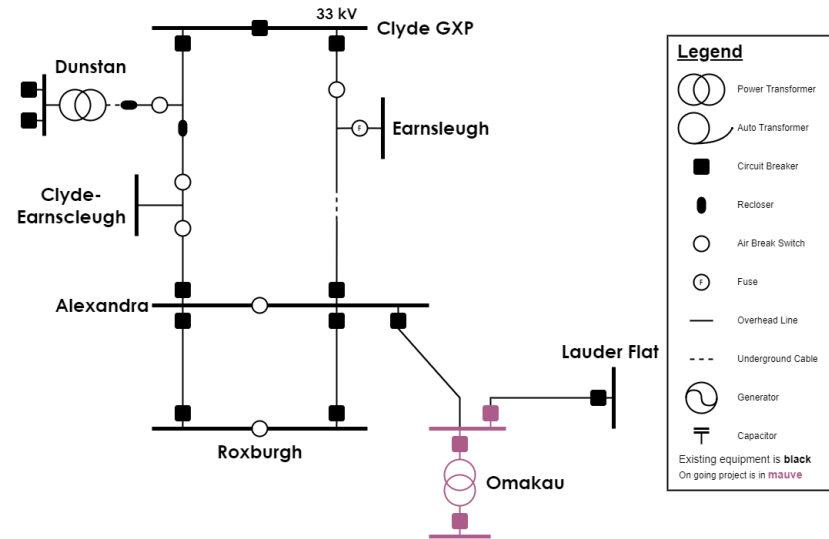 33 kV
Clyde GXP
Dunstan
Earnsleugh
F
Clyde-
Earnscleugh
Alexandra
Lauder Flat
Roxburgh
Omakau
Legend
Power Transformer
Auto Transformer
Circuit Breaker
Recloser
Air Break Switch
F
Fuse
Overhead Line
Underground Cable
Generator
Capacitor
Existing equipment is black
On going project is in mauve